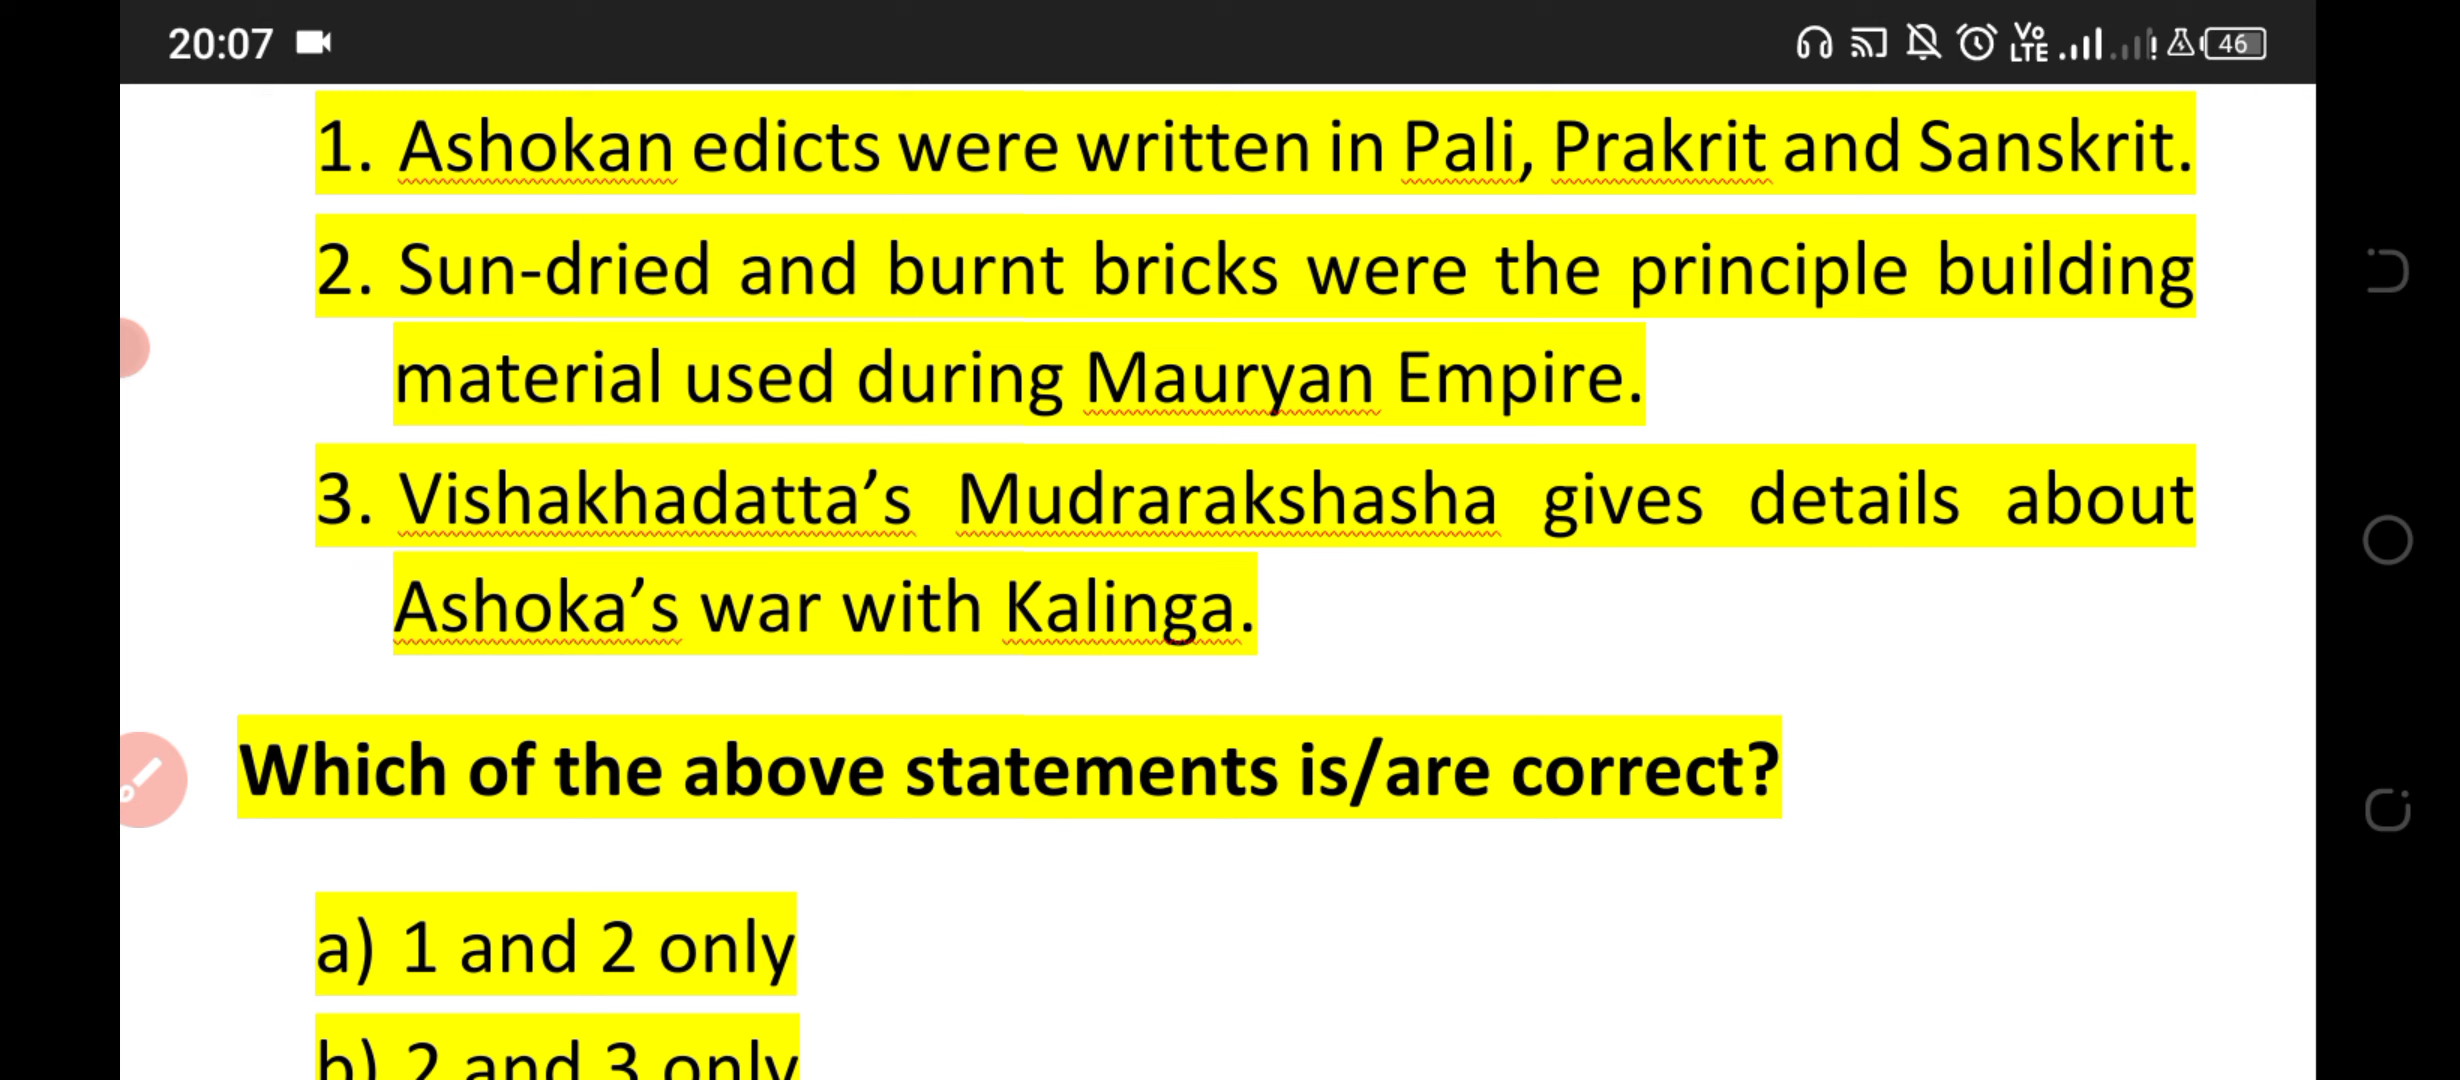 20:07 Vo LTE 46
1. Ashokan edicts were written in Pali, Prakrit and Sanskrit.
2. Sun-dried and burnt bricks were the principle building
material used during Mauryan Empire.
3. Vishakhadatta’s Mudrarakshasha gives details about
Ashoka’s war with Kalinga.
Which of the above statements is/are correct?
a) 1 and 2 only
b) 2 and 3 only